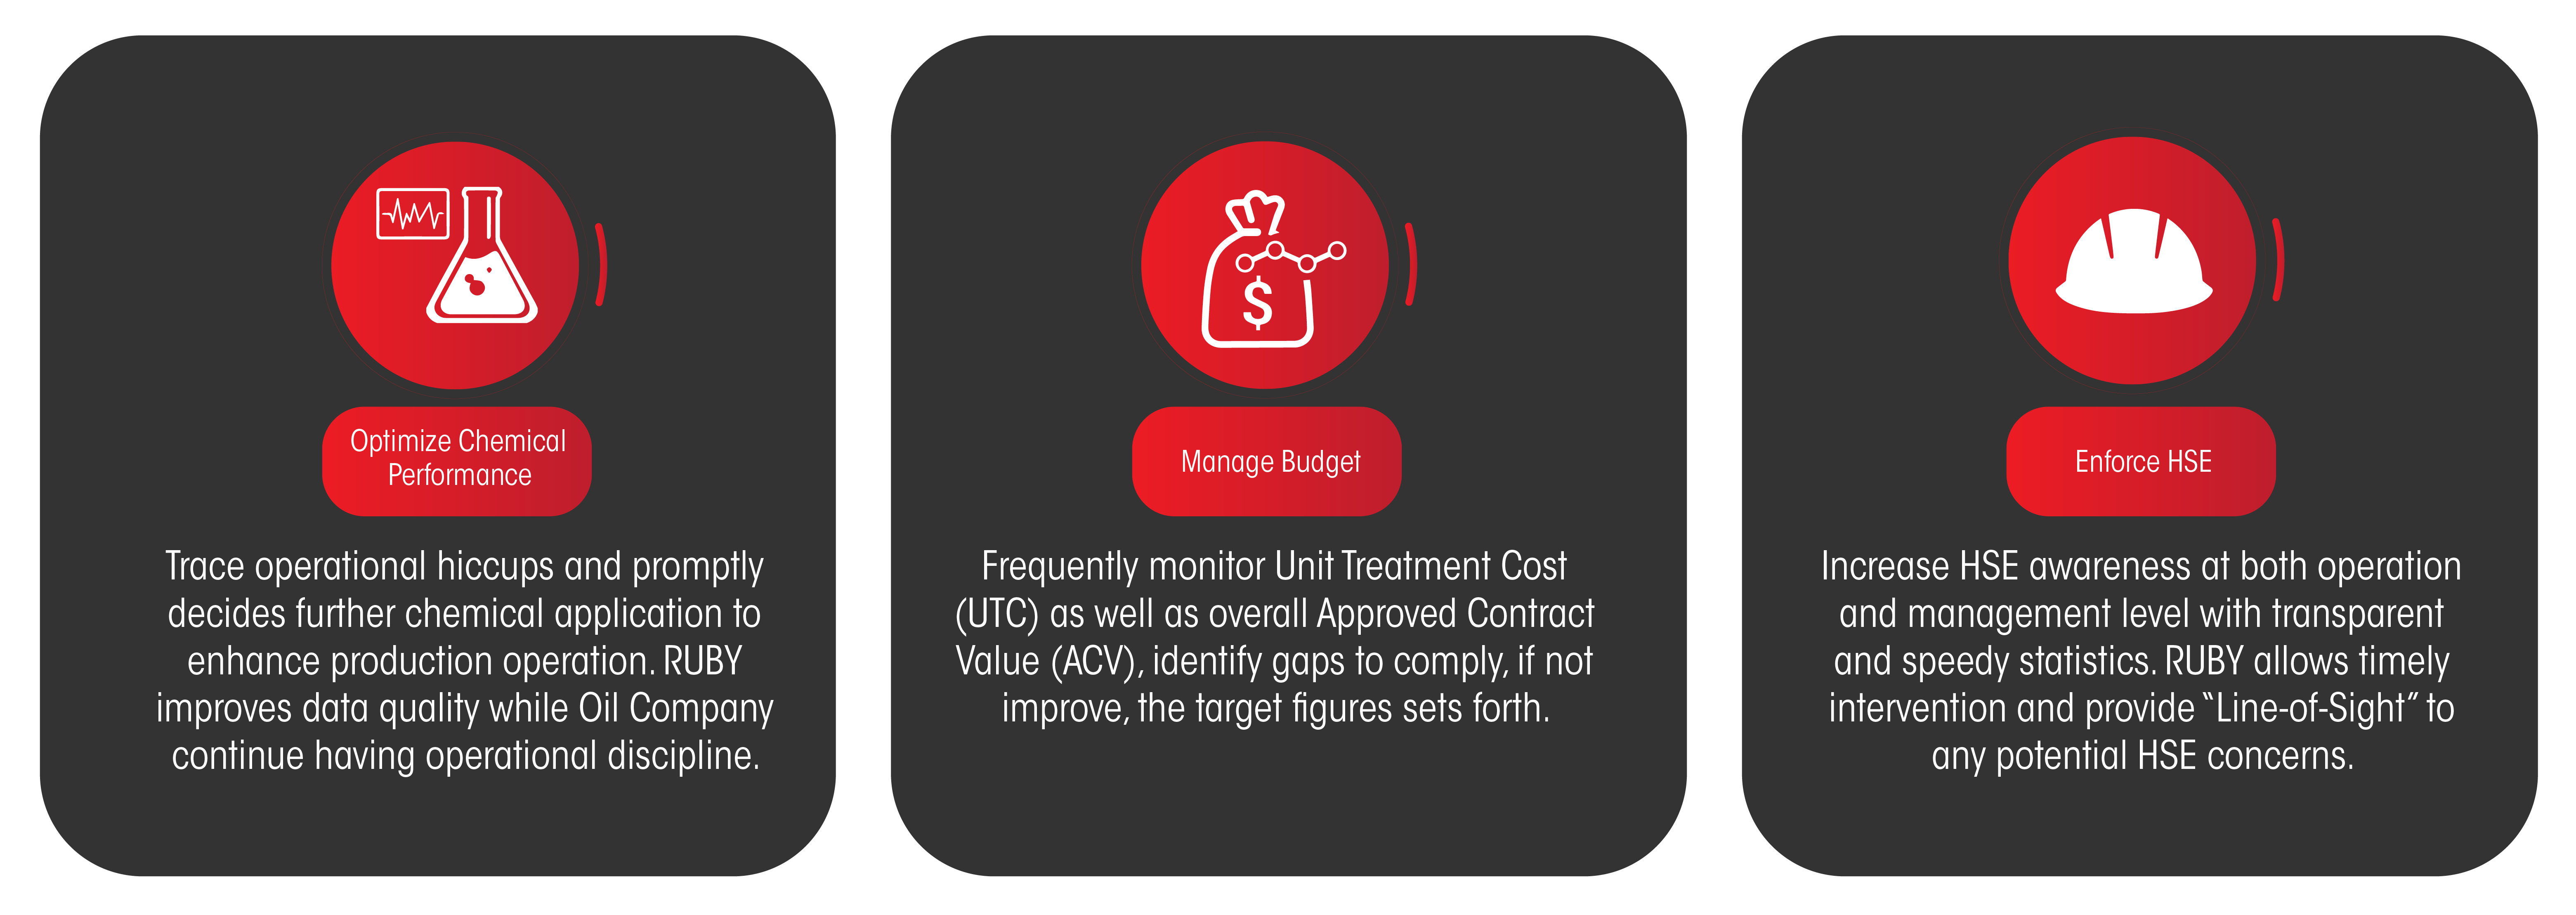 Optimize Chemical
Performance
Trace operational hiccups and promptly
decides further chemical application to
enhance production operation. RUBY
improves data quality while Oil Company
continue having operational discipline.
$
Manage Budget
Frequently monitor Unit Treatment Cost
(UTC) as well as overall Approved Contract
Value (ACV), identify gaps to comply, if not
improve, the target figures sets forth.
Enforce HSE
Increase HSE awareness at both operation
and management level with transparent
and speedy statistics. RUBY allows timely
intervention and provide “Line-of-Sight” to
any potential HSE concerns.